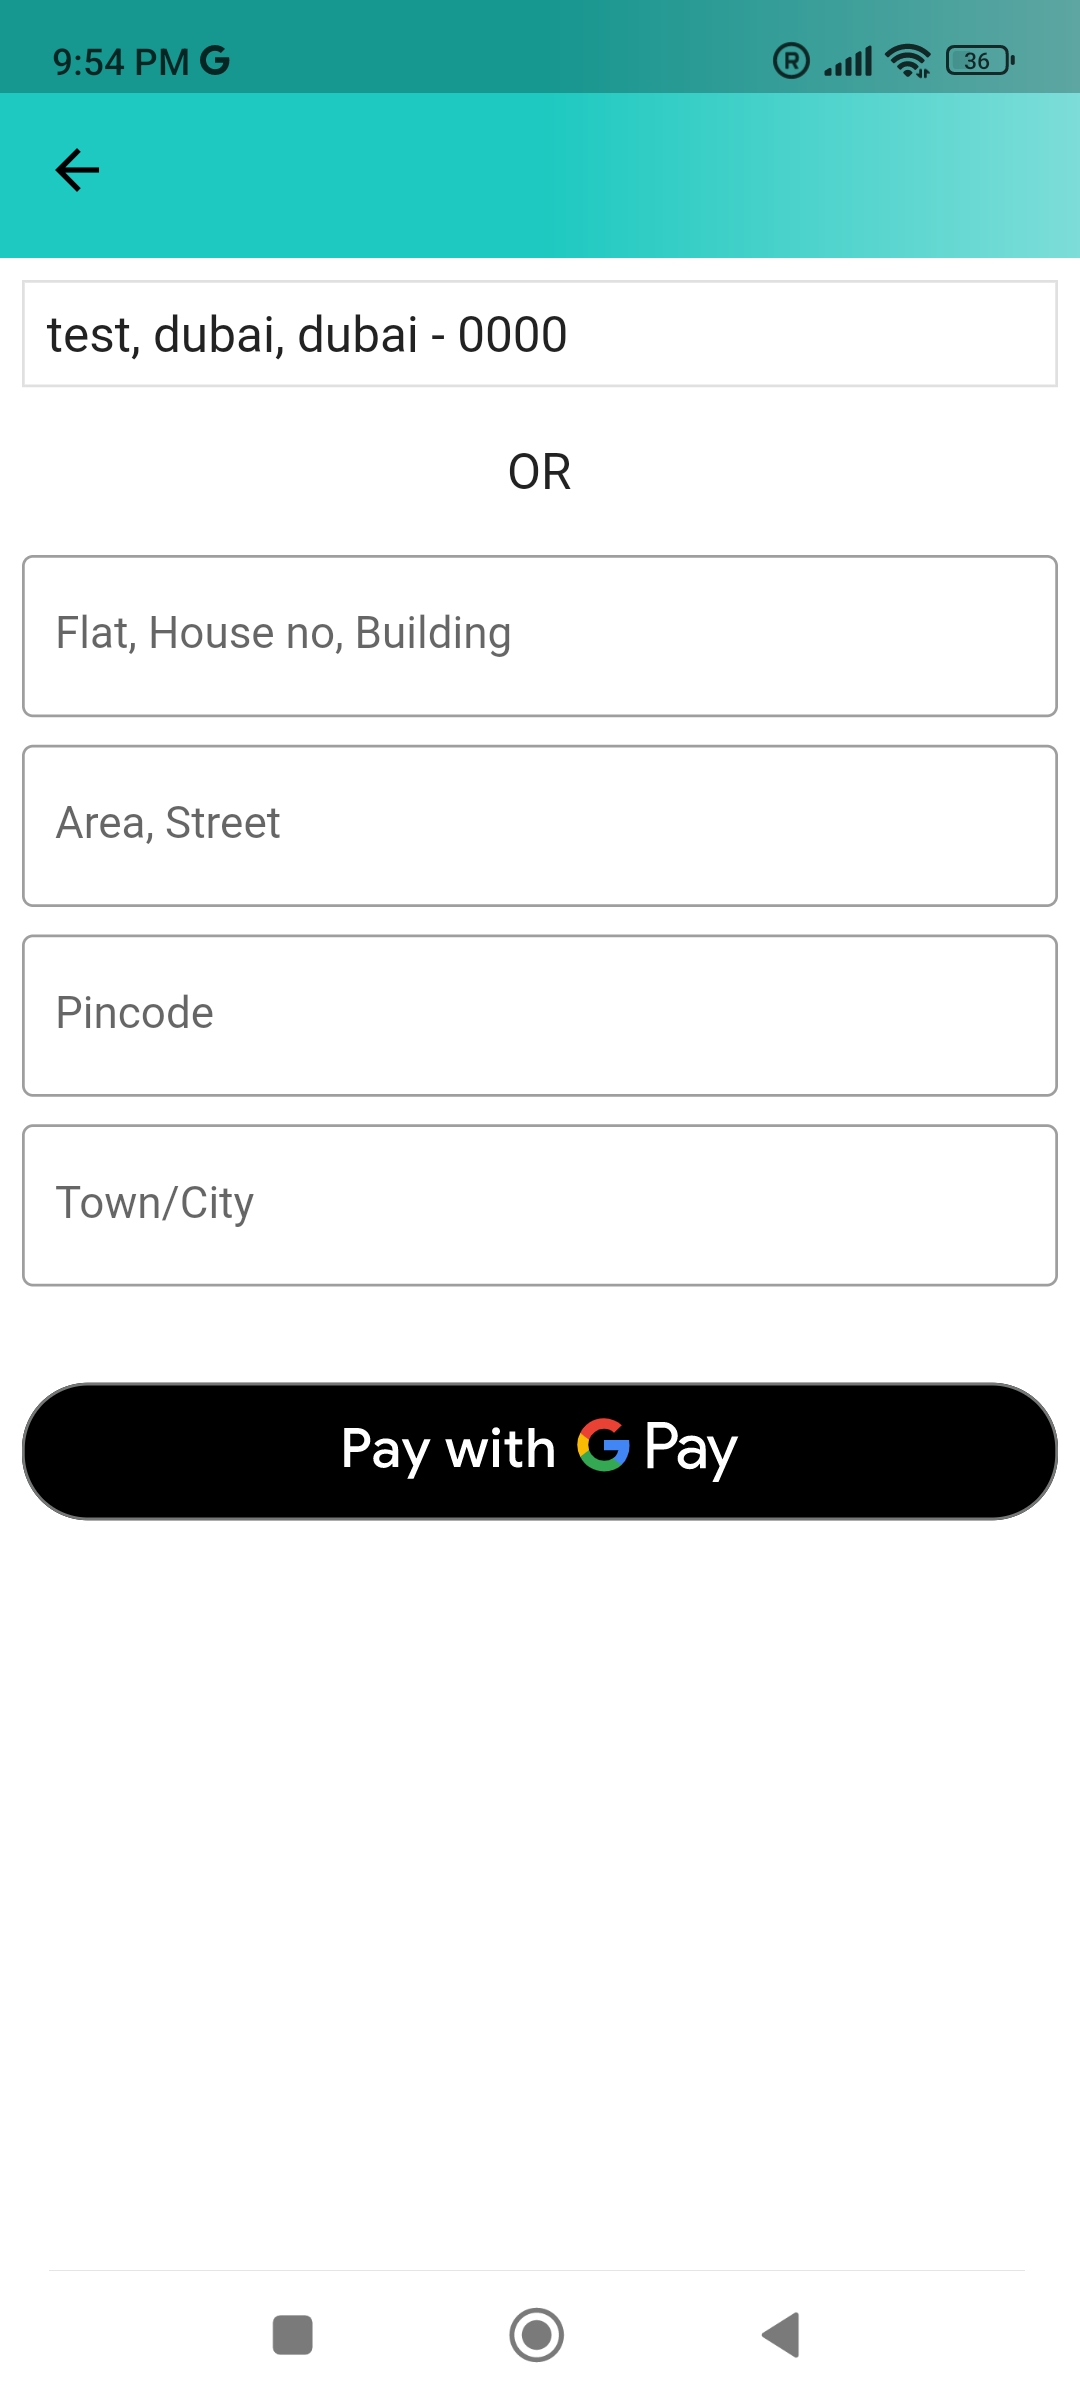 9:54 PM G
R
36
test, dubai, dubai - 0000
OR
Flat, House no, Building
Area, Street
Pincode
Town/City
Pay with G Pay